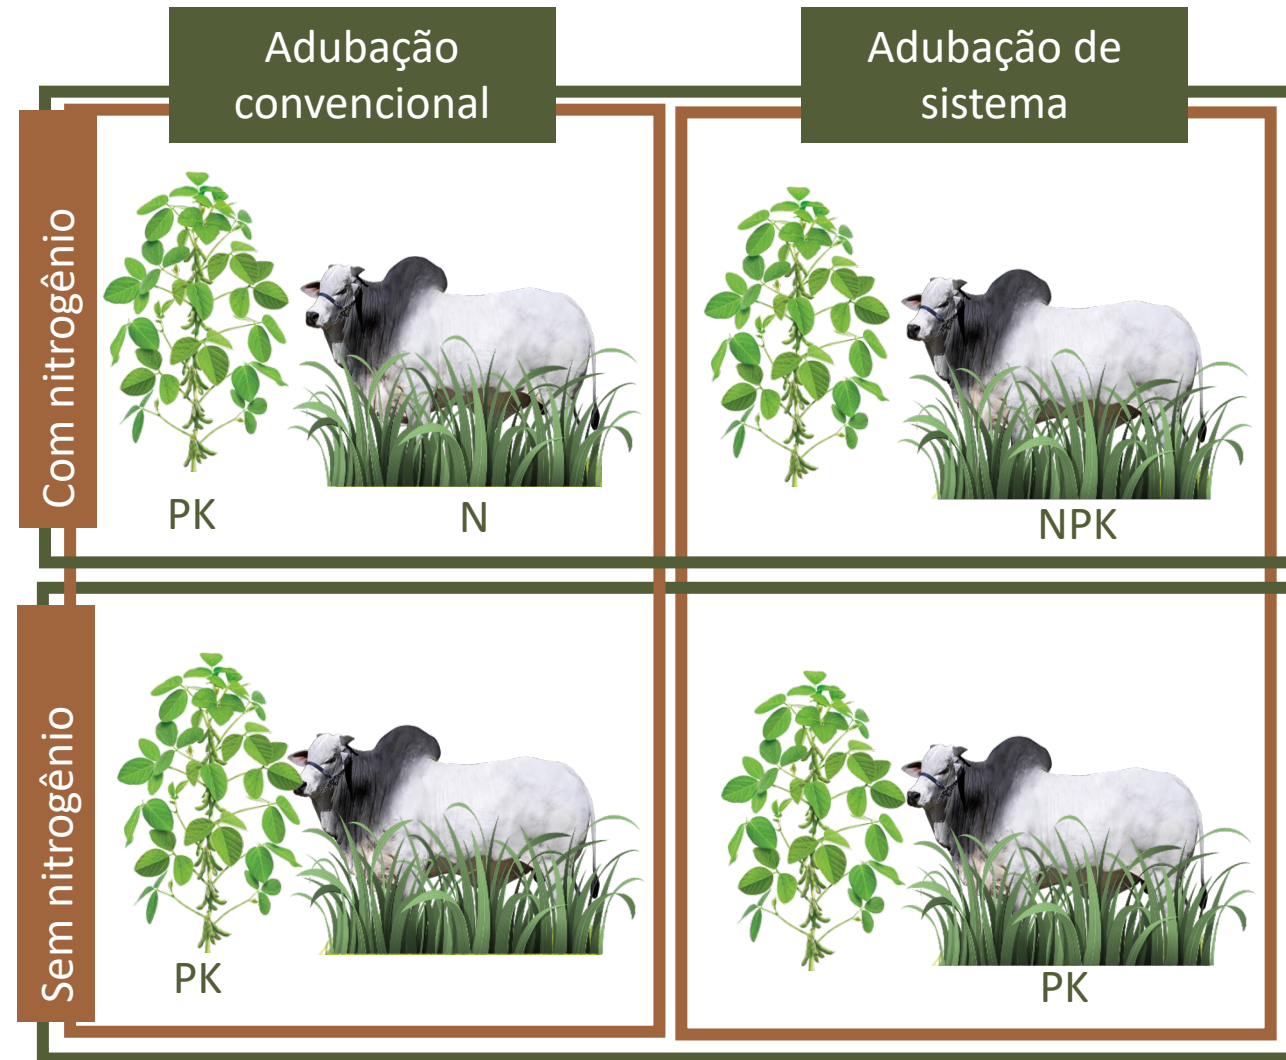 Adubação
convencional
Adubação de
sistema
Com nitrogênio
PK
N
NPK
Sem nitrogênio
PK
PK